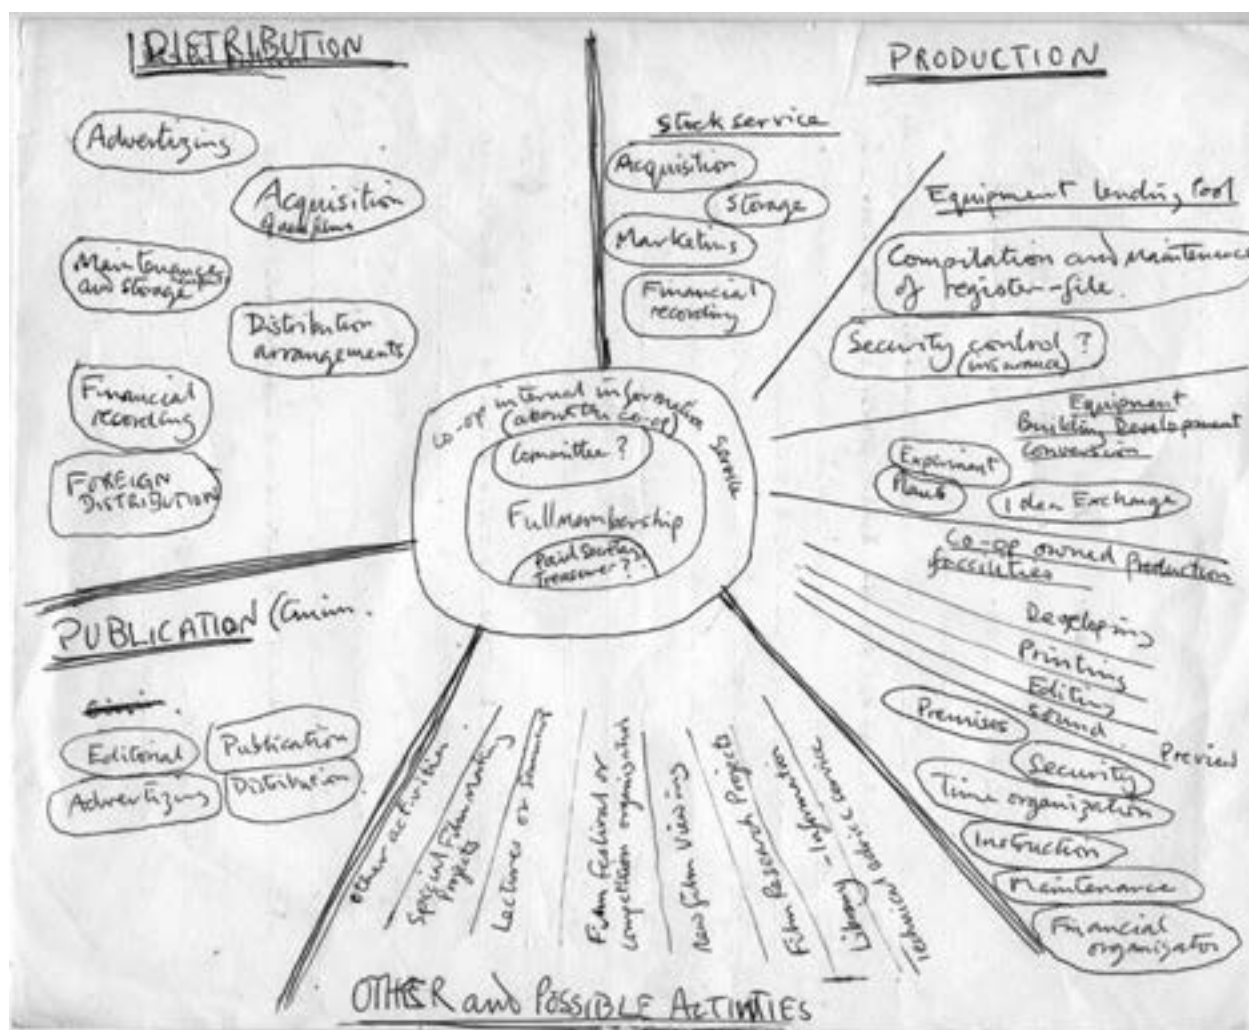 DISTRIBUTION
Advertizing
Acquisition
Maintenance
and storage
Distribution
arrangements
Financial
recording
FOREIGN
DISTRIBUTION
PRODUCTION
Stock service
Acquisition
Storage
Marketing
Financial
recording
Equipment lending Pool
Compilation and Maintenance
of register-file.
Security control ?
insurance
Equipment
Building Development
Conversion
Experiment
Plans
Idea Exchange
Co-op owned production
facilities
Developing
Printing
Editing
Sound
Preview
Premises
Security
Time organization
Instruction
Maintenance
Financial
organizator
co-op internal information service
(about the co-op)
Committee ?
Full membership
Paid Secretary
Treasurer ?
PUBLICATION (Cinim.
Editorial
Publication
Advertizing
Distribution
Other activities
Special Film making
Projects
Lectures or
Film Festival or
competition organization
New Film Viewing
Film Research Projects
Library – Information
Technical advice service
OTHER and POSSIBLE ACTIVITIES